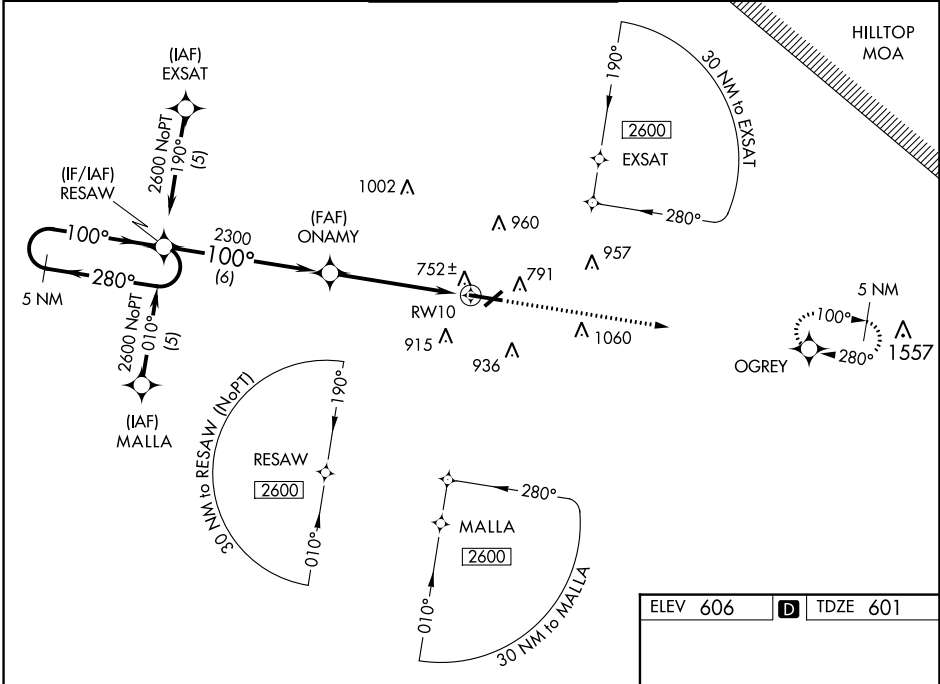 HILLTOP
MOA
(IAF)
EXSAT
2600 NoPT
190°
(5)
(IF/IAF)
RESAW
100°
280°
5 NM
2600 NoPT
010°
(5)
(IAF)
MALLA
2300
100°
(6)
(FAF)
ONAMY
1002
960
957
752±
791
RW10
915
936
1060
190°
2600
EXSAT
280°
30 NM to EXSAT
5 NM
100°
280°
OGREY
1557
30 NM to RESAW (NoPT)
190°
RESAW
2600
010°
280°
MALLA
2600
010°
30 NM to MALLA
ELEV 606 D TDZE 601